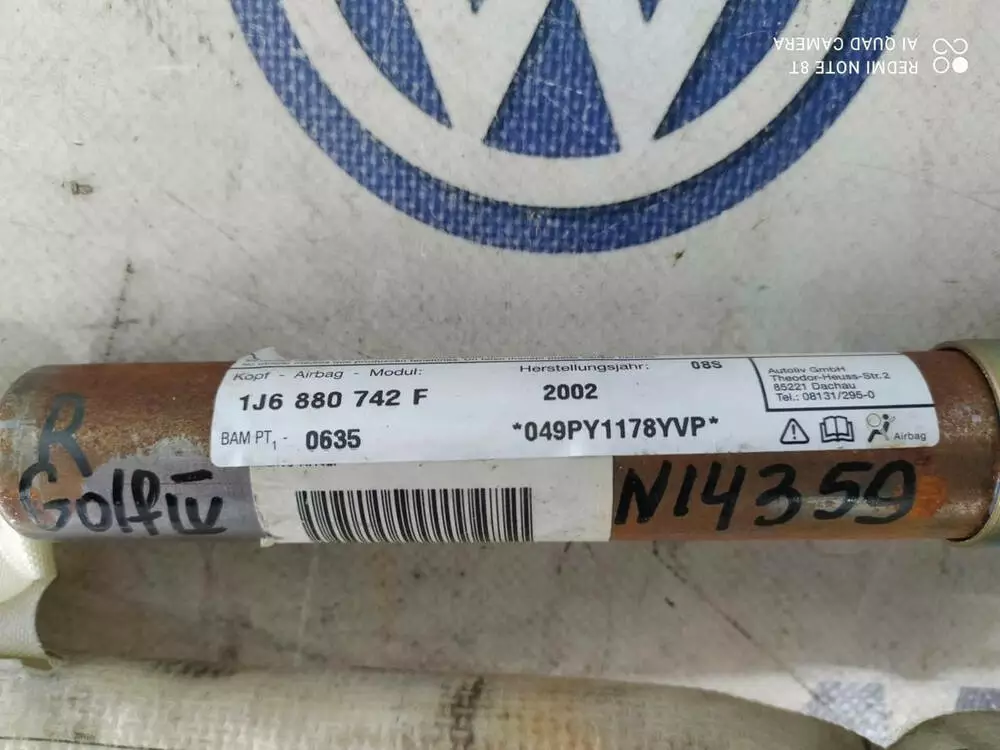 REDMI NOTE 8T
AI QUAD CAMERA
Kopf - Airbag - Modul:
1J6 880 742 F
Herstellungsjahr:
2002
08S
Autoliv GmbH
Theodor-Heuss-Str.2
85221 Dachau
Tel.: 08131/295-0
BAM PT1 - 0635
*049PY1178YVP*
Airbag
R
Golf IV
N14359